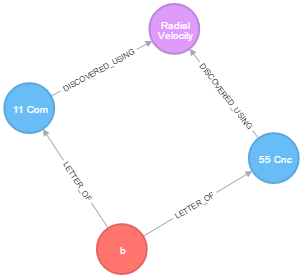 Radial
Velocity
DISCOVERED_USING
DISCOVERED_USING
11 Com
55 Cnc
LETTER_OF
LETTER_OF
b